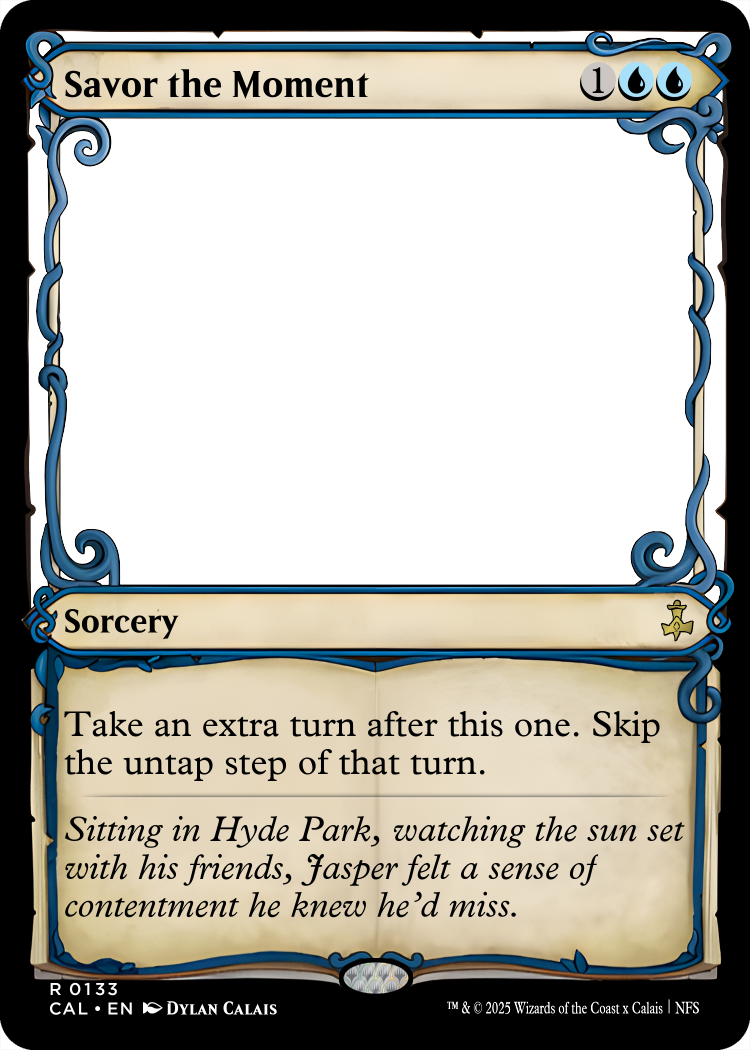 Savor the Moment 1
Sorcery
Take an extra turn after this one. Skip
the untap step of that turn.
Sitting in Hyde Park, watching the sun set
with his friends, Jasper felt a sense of
contentment he knew he'd miss.
R 0133
CAL • EN DYLAN CALAIS
™ & © 2025 Wizards of the Coast x Calais | NFS